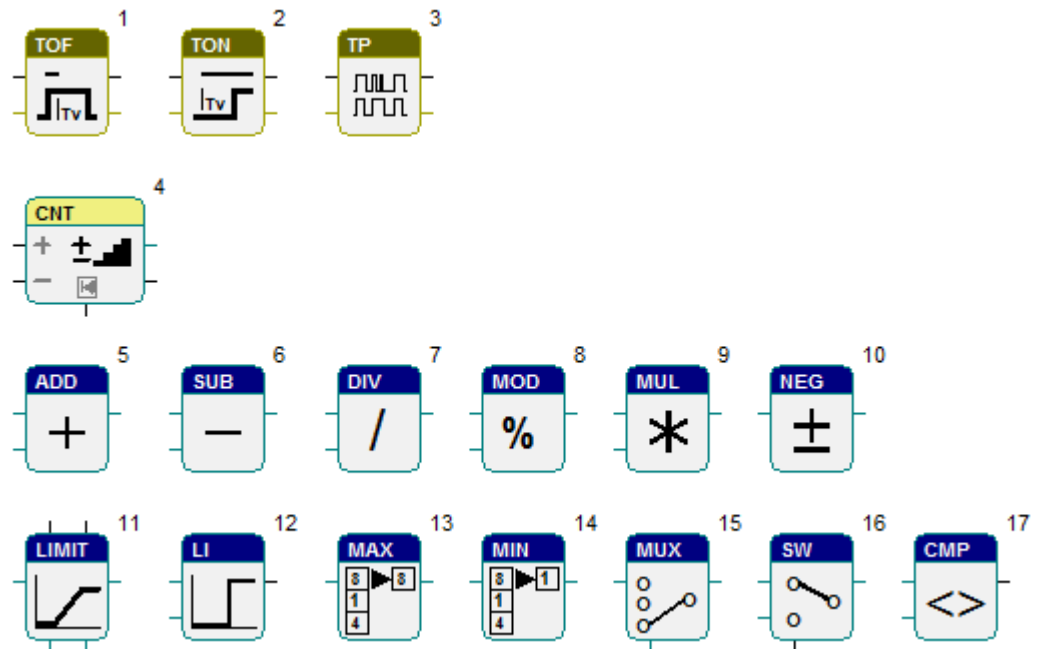 1 2 3
TOF TON TP
Tv Tv
4
CNT
+ ±
−
5 6 7 8 9 10
ADD SUB DIV MOD MUL NEG
+ − / % * ±
11 12 13 14 15 16 17
LIMIT LI MAX MIN MUX SW CMP
8 8 8 1
1 1 <>
4 4